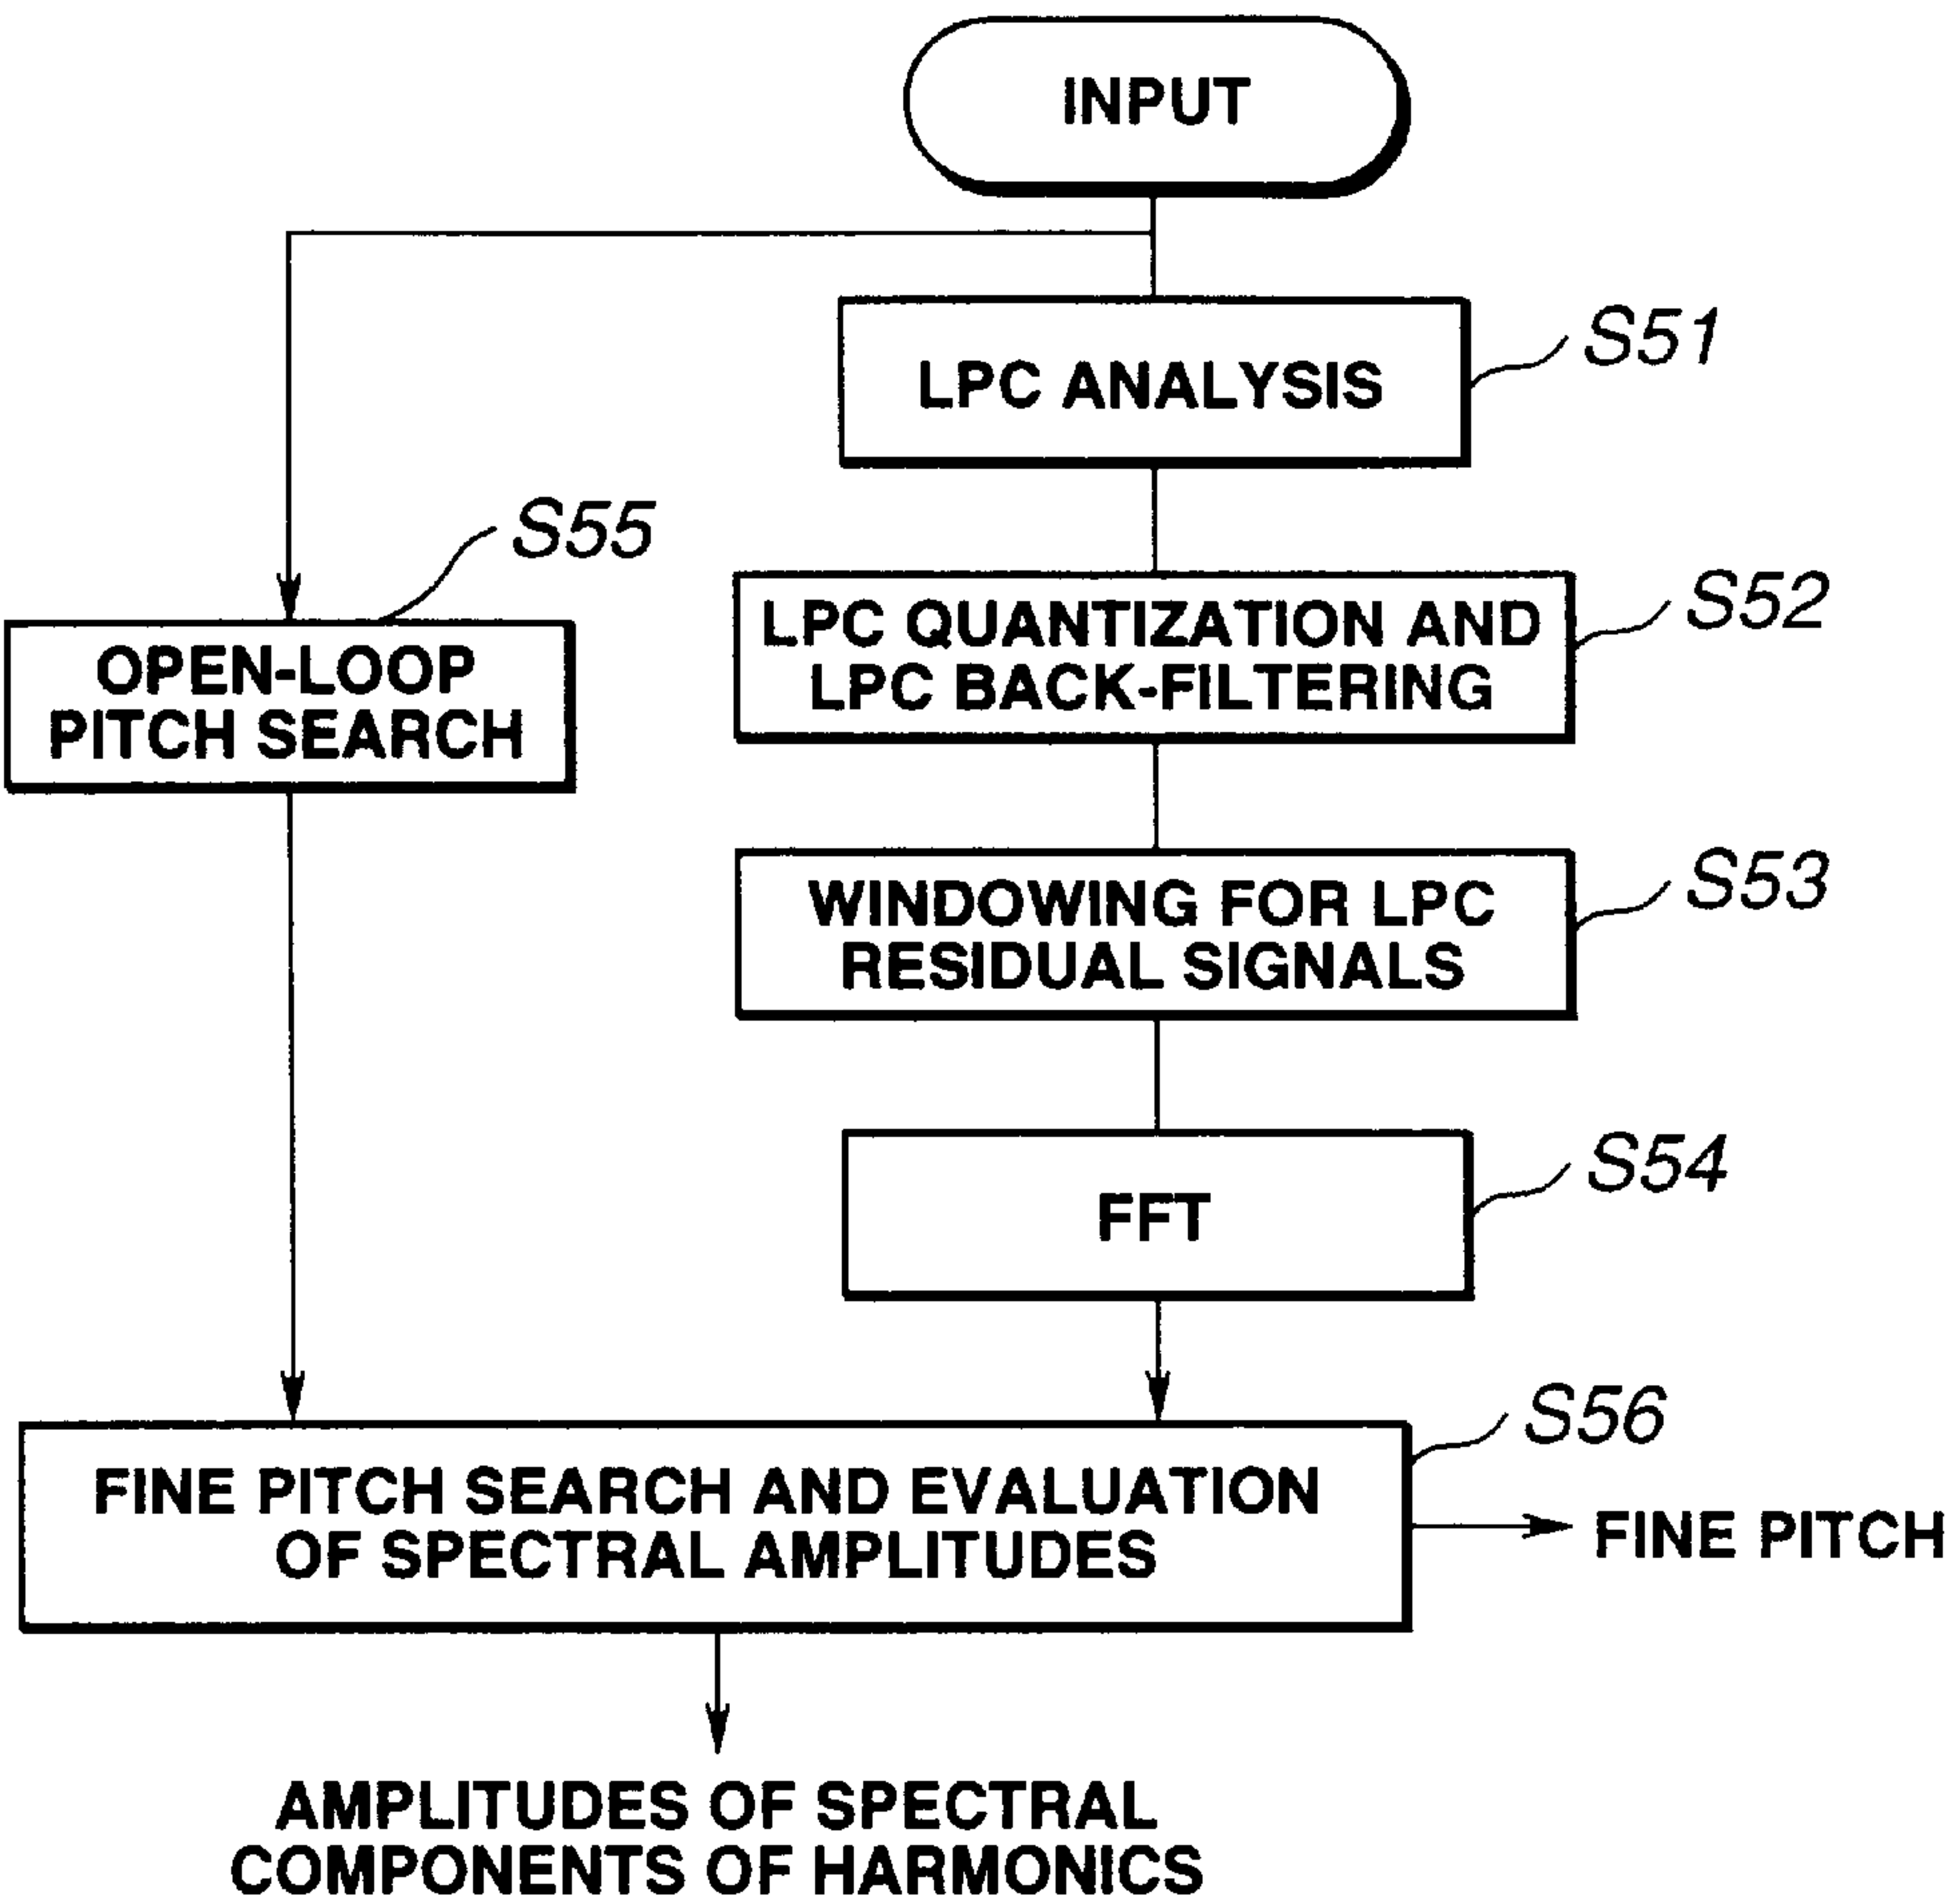 INPUT
LPC ANALYSIS
S51
S55
OPEN-LOOP
PITCH SEARCH
LPC QUANTIZATION AND
LPC BACK-FILTERING
S52
WINDOWING FOR LPC
RESIDUAL SIGNALS
S53
FFT
S54
S56
FINE PITCH SEARCH AND EVALUATION
OF SPECTRAL AMPLITUDES
FINE PITCH
AMPLITUDES OF SPECTRAL
COMPONENTS OF HARMONICS